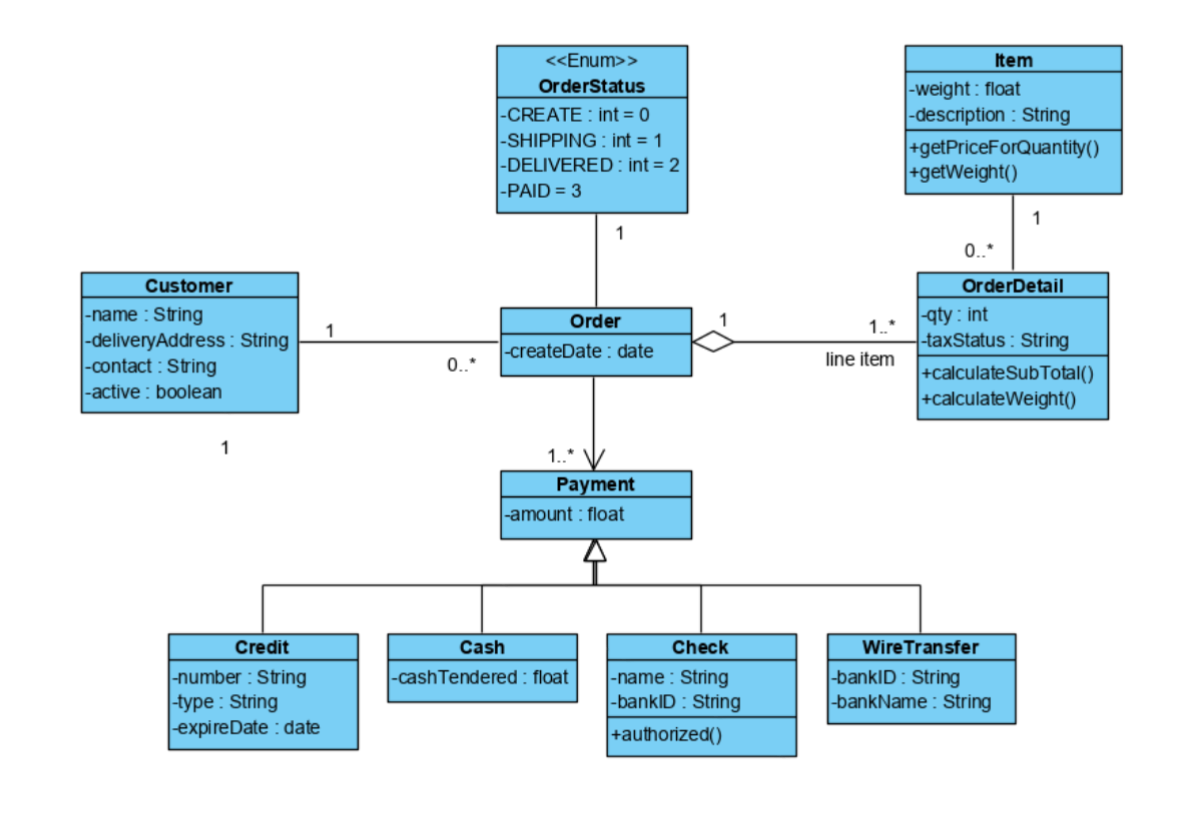 <<Enum>>
OrderStatus
-CREATE : int = 0
-SHIPPING : int = 1
-DELIVERED : int = 2
-PAID = 3
1
Item
-weight : float
-description : String
+getPriceForQuantity()
+getWeight()
1
0..*
Customer
-name : String
-deliveryAddress : String
-contact : String
-active : boolean
1
1
0..*
Order
-createDate : date
1
1..*
line item
OrderDetail
-qty : int
-taxStatus : String
+calculateSubTotal()
+calculateWeight()
1..*
Payment
-amount : float
Credit
-number : String
-type : String
-expireDate : date
Cash
-cashTendered : float
Check
-name : String
-bankID : String
+authorized()
WireTransfer
-bankID : String
-bankName : String